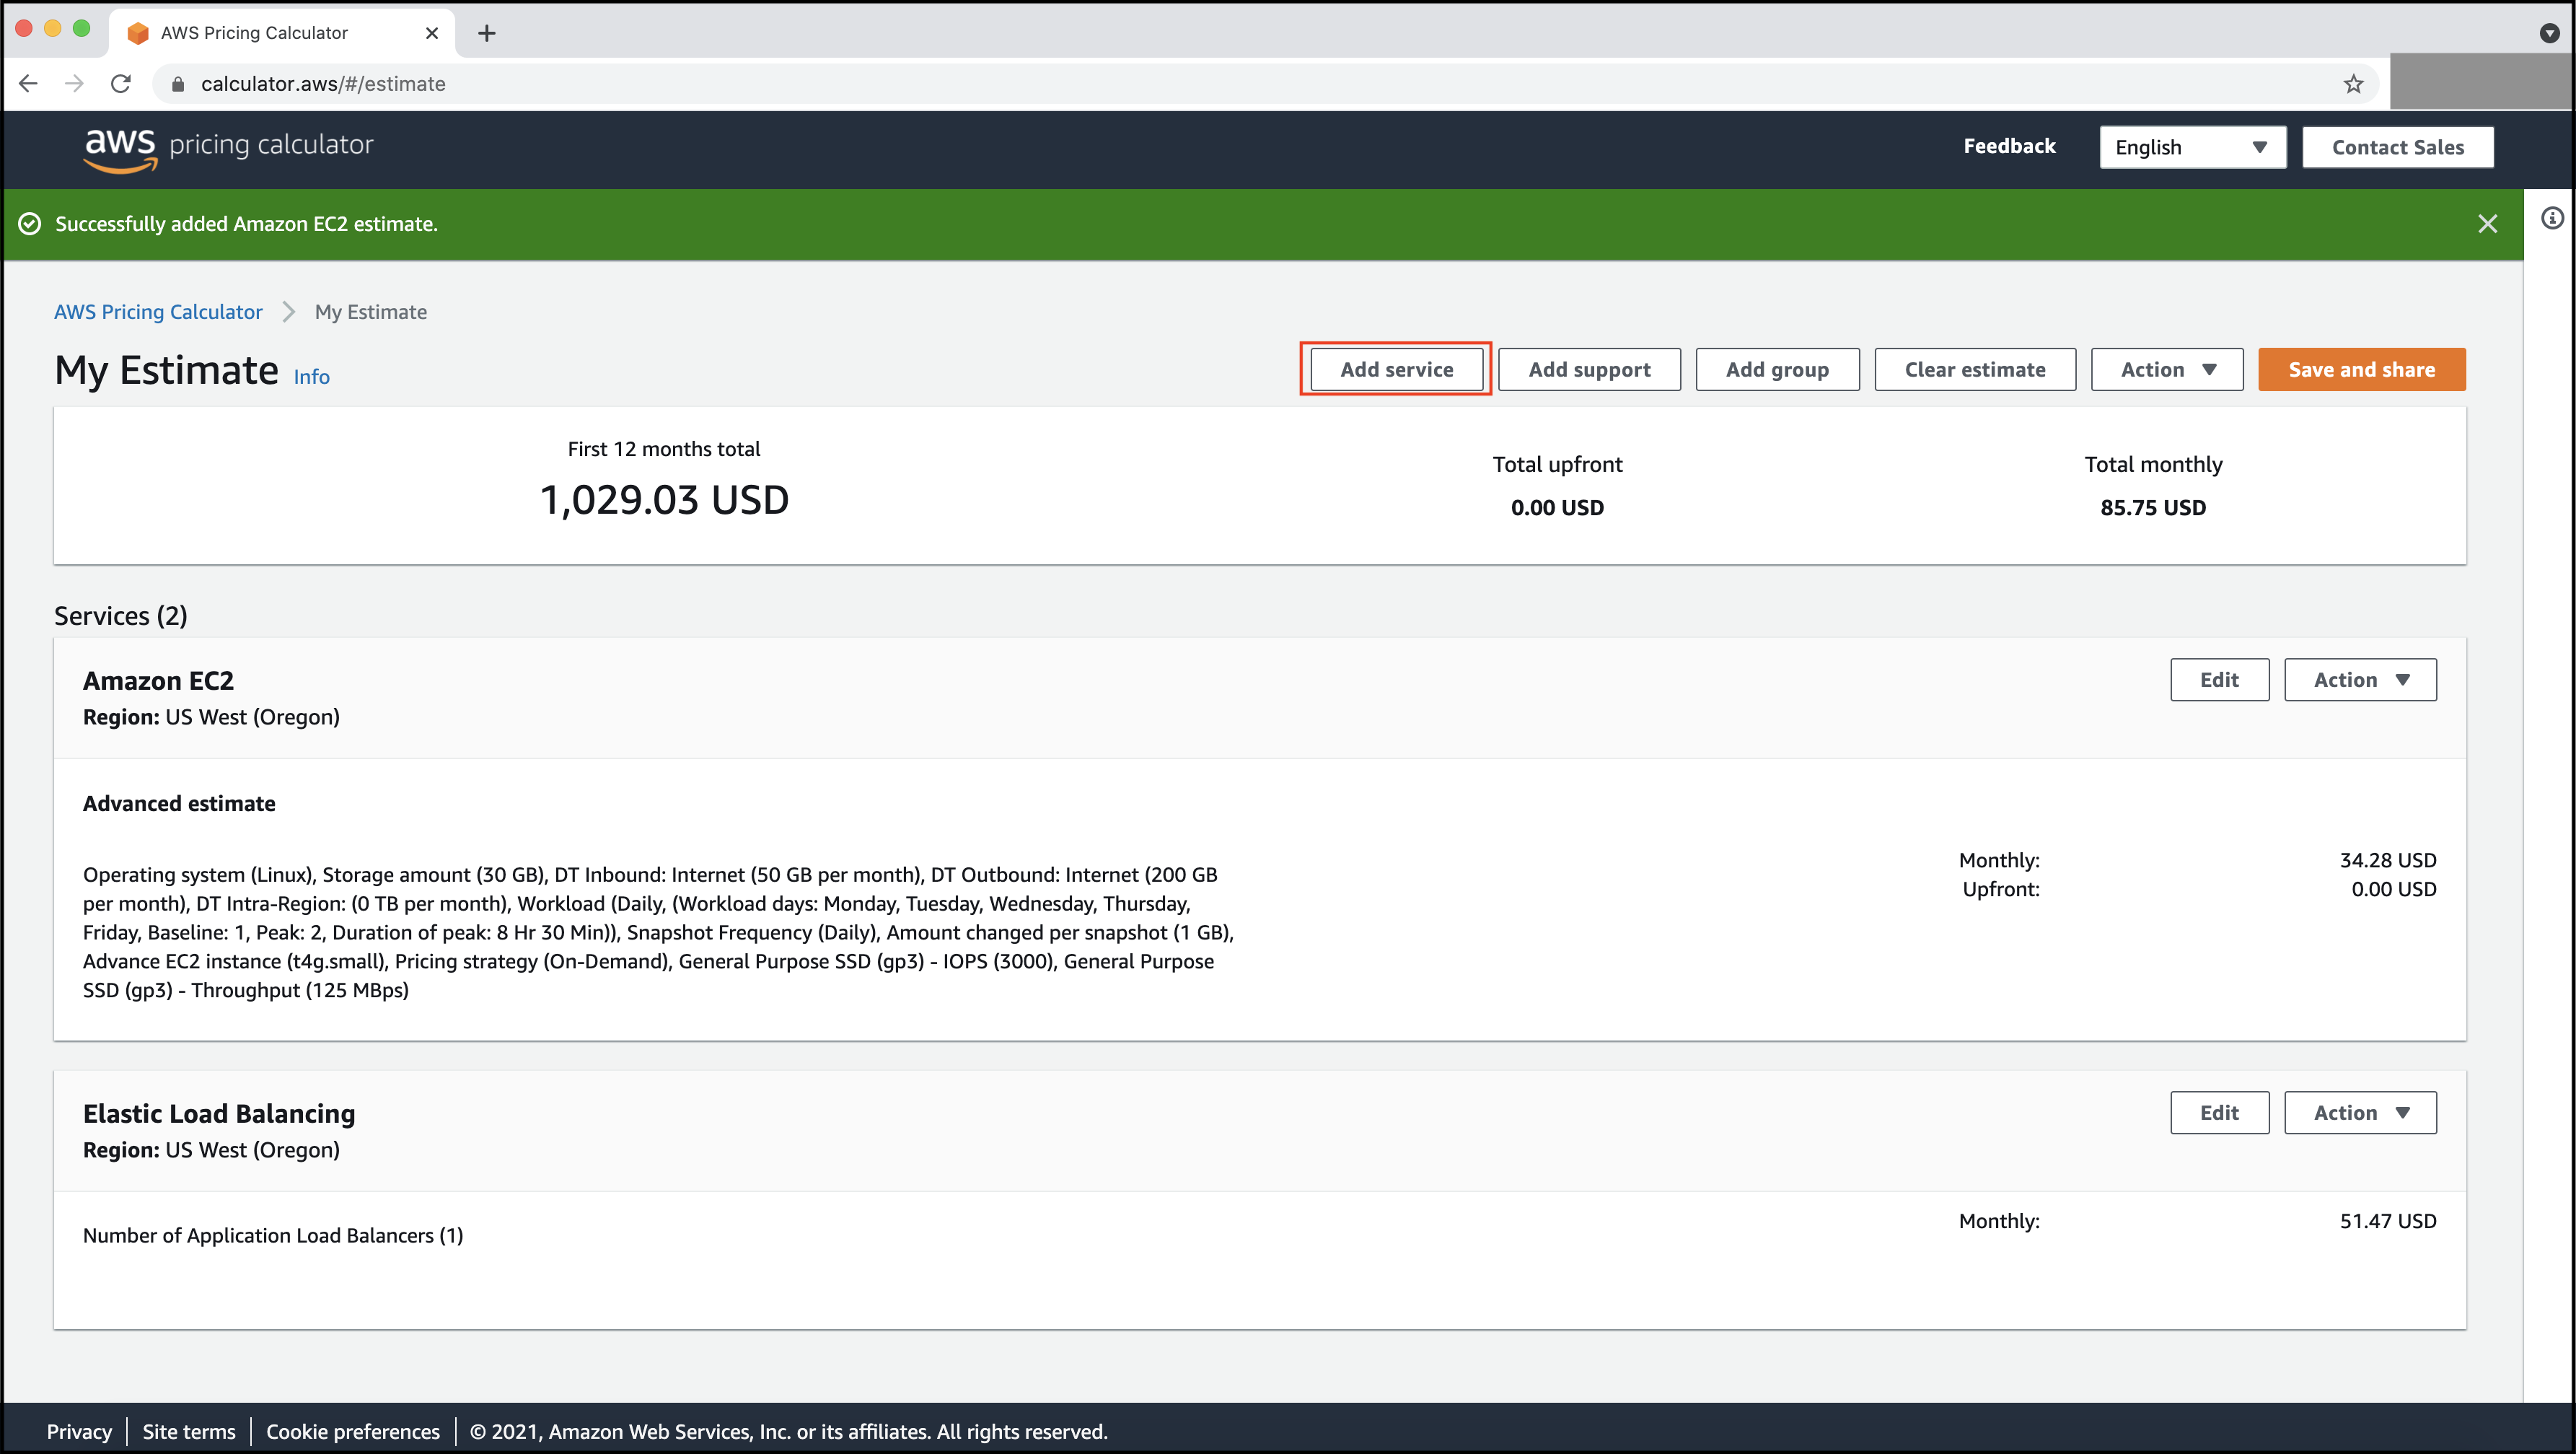 AWS Pricing Calculator
calculator.aws/#/estimate
aws pricing calculator
Feedback
English
Contact Sales
Successfully added Amazon EC2 estimate.
AWS Pricing Calculator
My Estimate
My Estimate Info
Add service
Add support
Add group
Clear estimate
Action
Save and share
First 12 months total
1,029.03 USD
Total upfront
0.00 USD
Total monthly
85.75 USD
Services (2)
Amazon EC2
Region: US West (Oregon)
Edit
Action
Advanced estimate
Operating system (Linux), Storage amount (30 GB), DT Inbound: Internet (50 GB per month), DT Outbound: Internet (200 GB
per month), DT Intra-Region: (0 TB per month), Workload (Daily, (Workload days: Monday, Tuesday, Wednesday, Thursday,
Friday, Baseline: 1, Peak: 2, Duration of peak: 8 Hr 30 Min)), Snapshot Frequency (Daily), Amount changed per snapshot (1 GB),
Advance EC2 instance (t4g.small), Pricing strategy (On-Demand), General Purpose SSD (gp3) - IOPS (3000), General Purpose
SSD (gp3) - Throughput (125 MBps)
Monthly: 34.28 USD
Upfront: 0.00 USD
Elastic Load Balancing
Region: US West (Oregon)
Edit
Action
Number of Application Load Balancers (1)
Monthly: 51.47 USD
Privacy
Site terms
Cookie preferences
© 2021, Amazon Web Services, Inc. or its affiliates. All rights reserved.